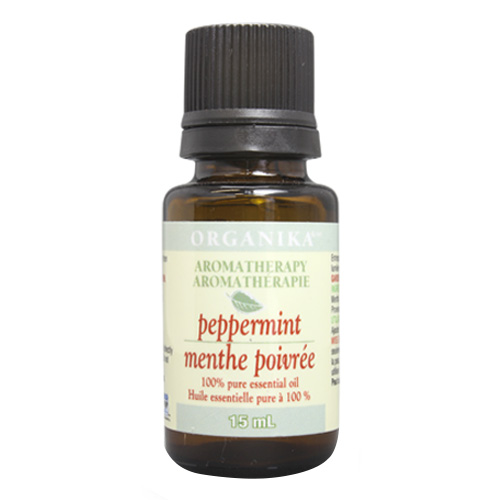 ORGANIKA
AROMATHERAPY
AROMATHÉRAPIE
peppermint
menthe poivrée
100% pure essential oil
Huile essentielle pure à 100 %
15 mL